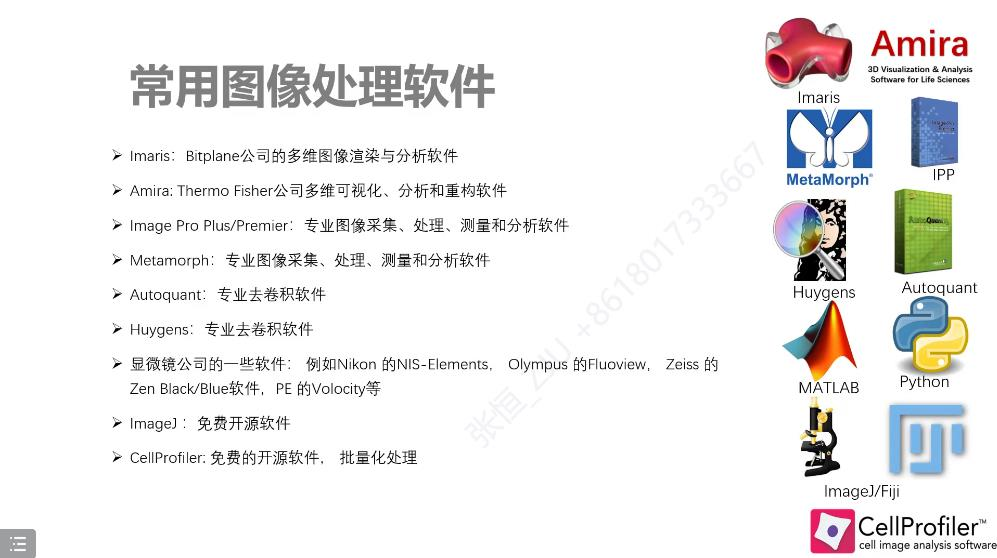 常用图像处理软件
Imaris：Bitplane公司的多维图像渲染与分析软件
Amira: Thermo Fisher公司多维可视化、分析和重构软件
Image Pro Plus/Premier：专业图像采集、处理、测量和分析软件
Metamorph：专业图像采集、处理、测量和分析软件
Autoquant：专业去卷积软件
Huygens：专业去卷积软件
显微镜公司的一些软件： 例如Nikon 的NIS-Elements， Olympus 的Fluoview， Zeiss 的
Zen Black/Blue软件，PE 的Volocity等
ImageJ ：免费开源软件
CellProfiler: 免费的开源软件， 批量化处理
Amira
3D Visualization & Analysis
Software for Life Sciences
Imaris
MetaMorph®
IPP
Huygens
AutoQuant
Autoquant
MATLAB
Python
ImageJ/Fiji
CellProfiler™
cell image analysis software
张恒_ZJU +8618017333667